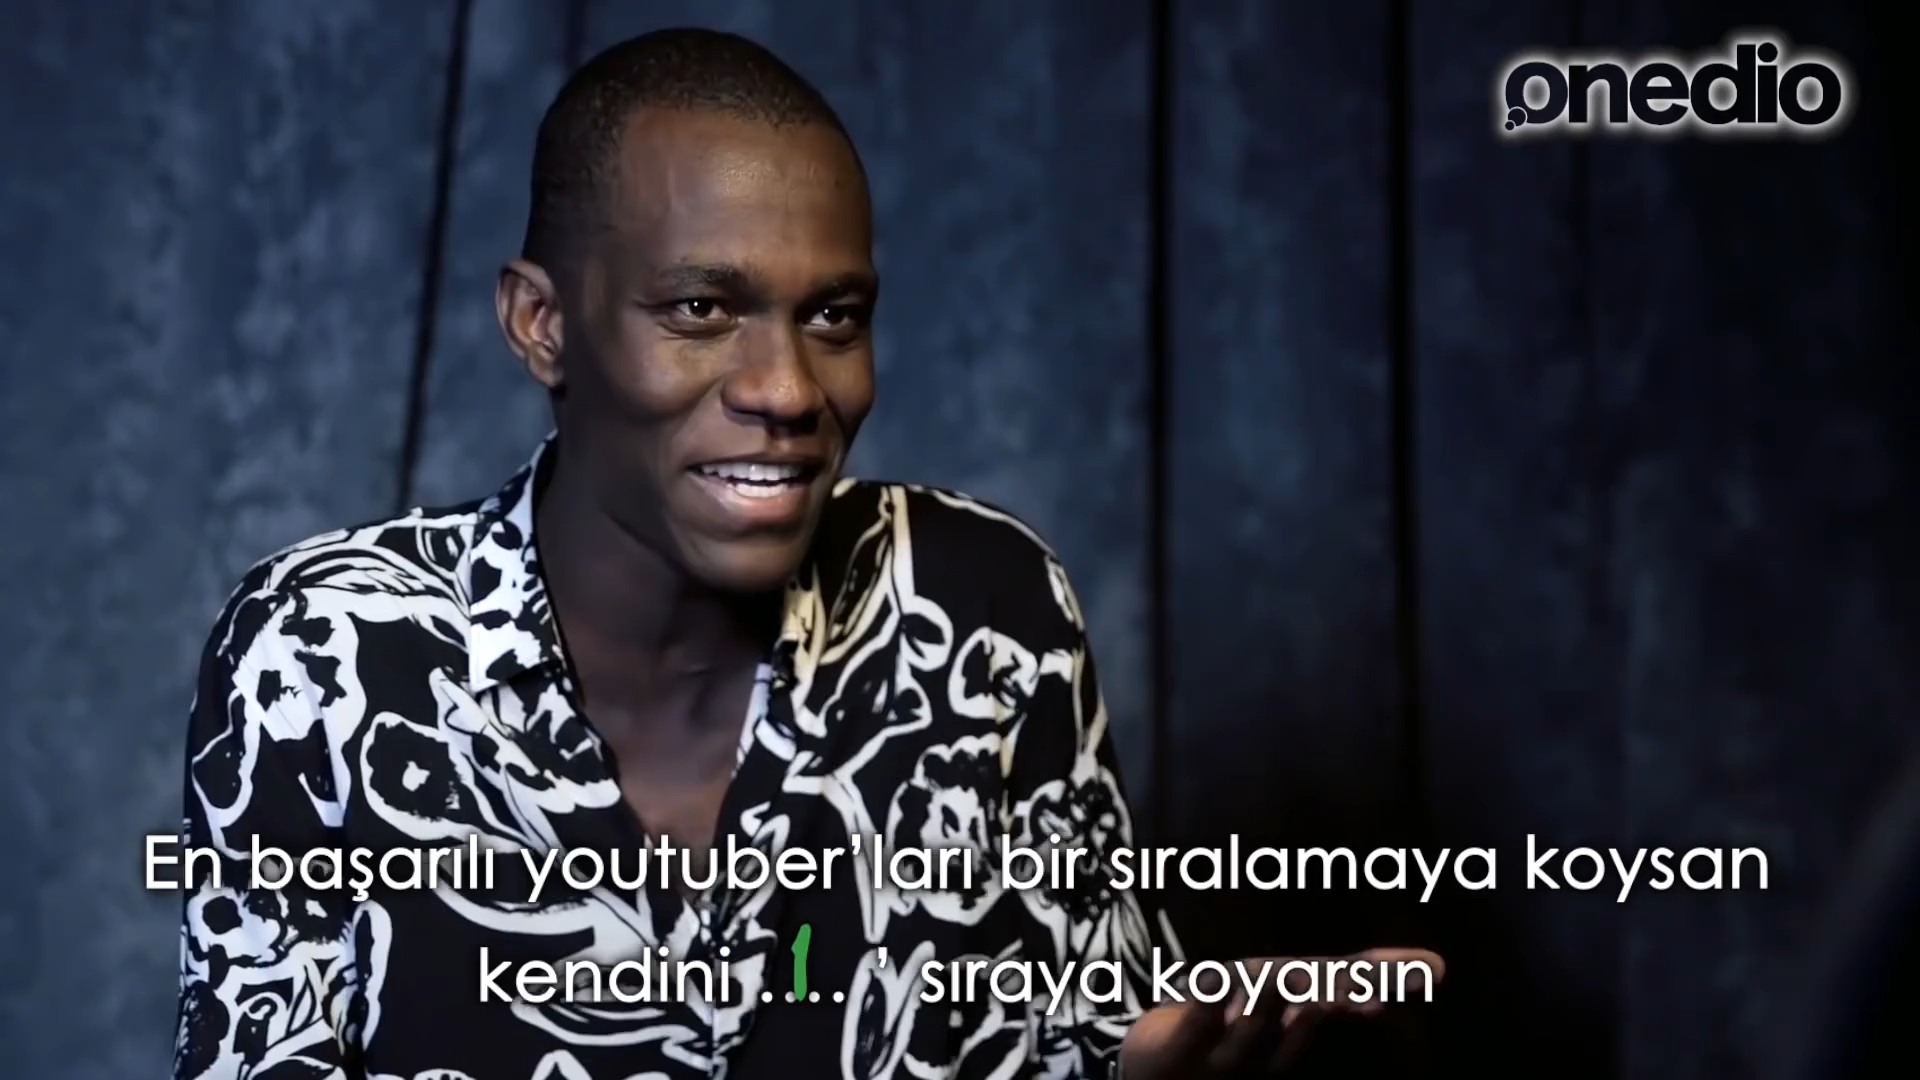 onedio
En başarılı youtuber’ları bir sıralamaya koysan
kendini .1.. ’ sıraya koyarsın